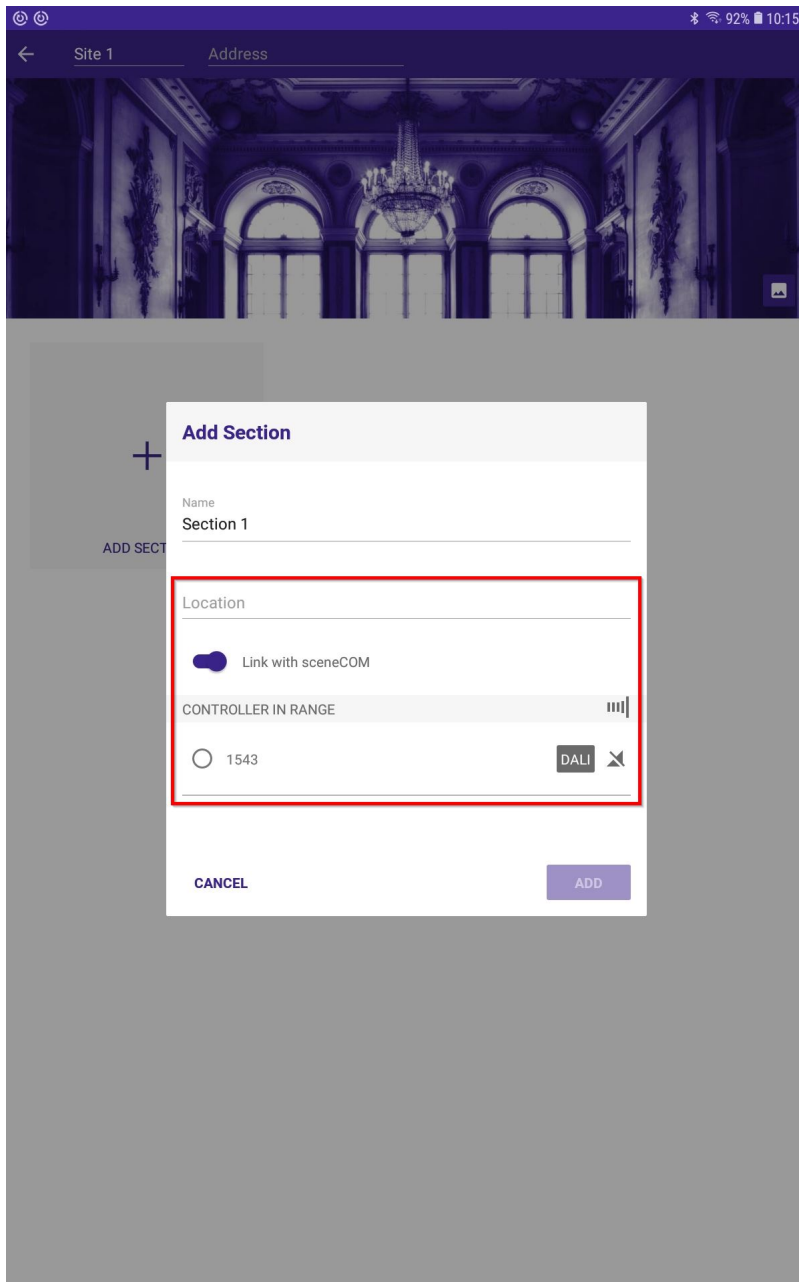 92% 10:15
Site 1 Address
Add Section
Name
Section 1
ADD SECT
Location
Link with sceneCOM
CONTROLLER IN RANGE
1543 DALI
CANCEL ADD